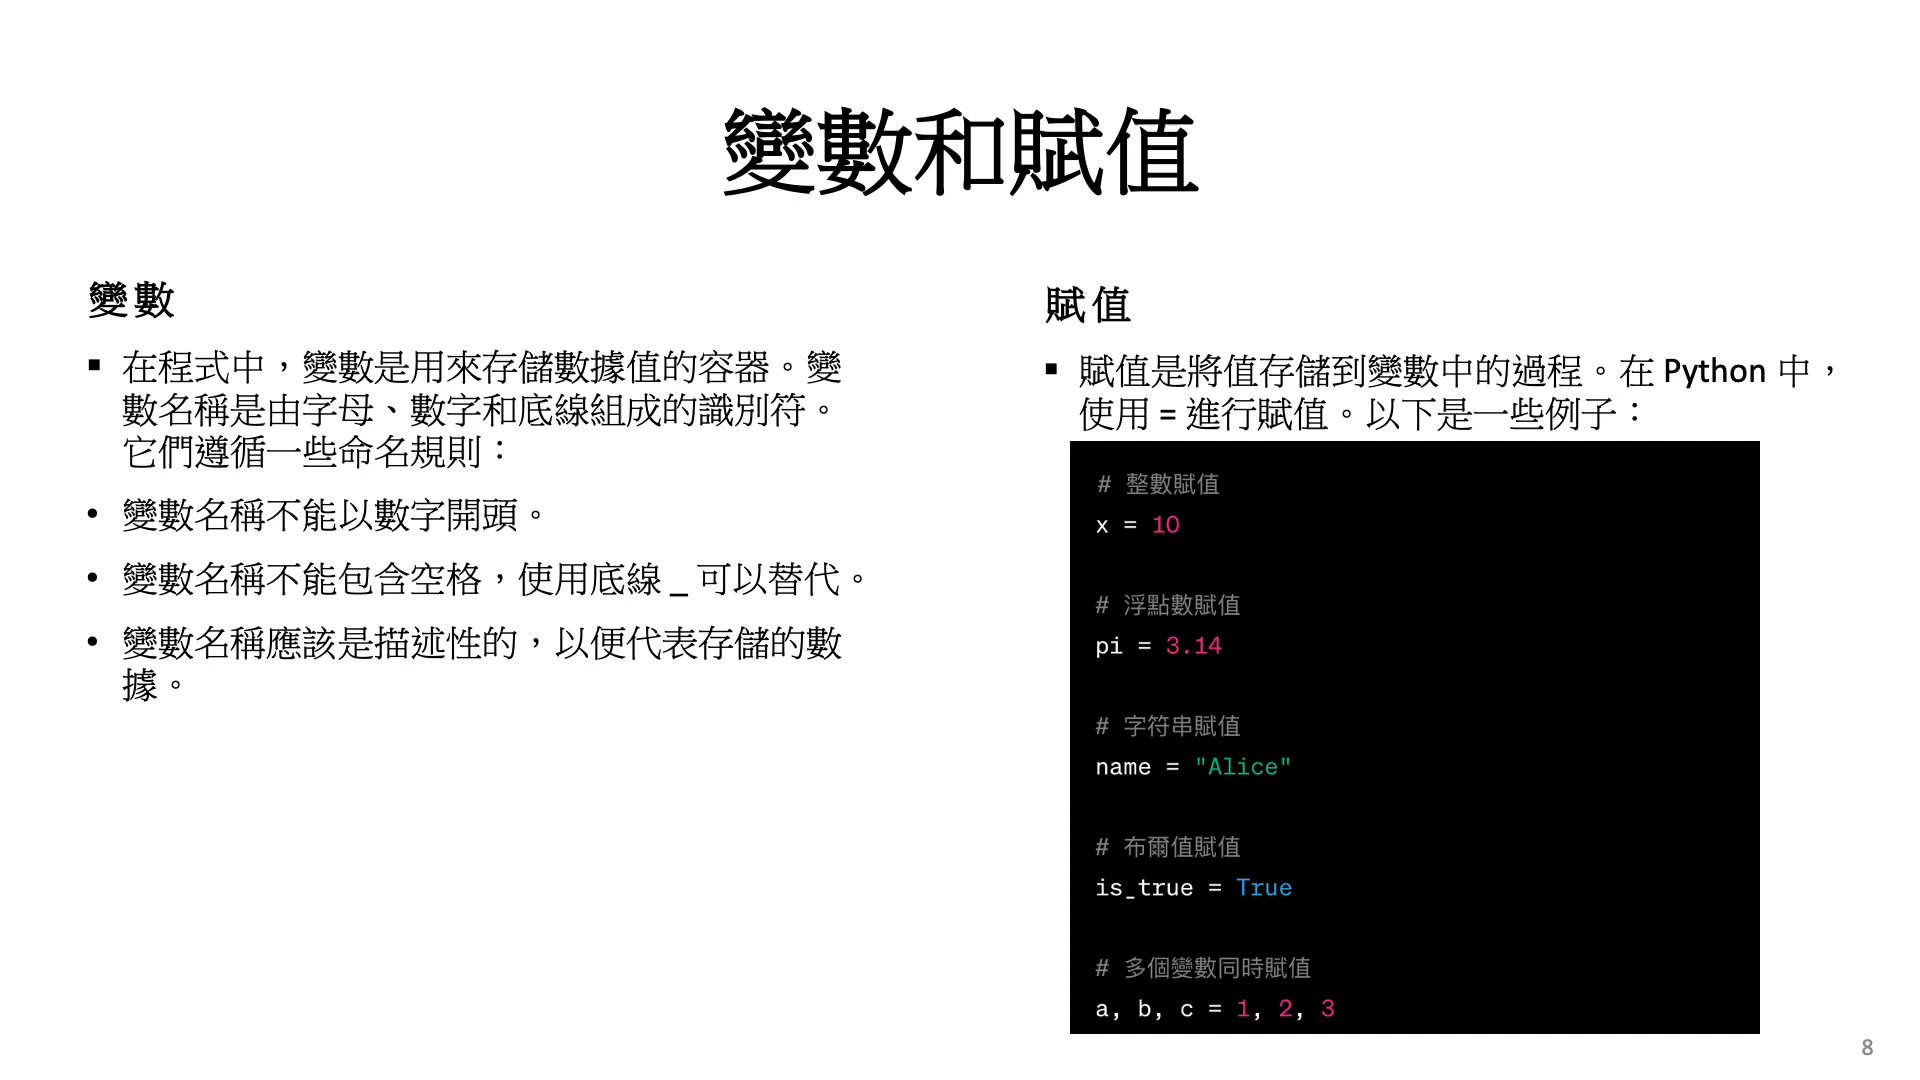 變數和賦值
變數
▪ 在程式中，變數是用來存儲數據值的容器。變
數名稱是由字母、數字和底線組成的識別符。
它們遵循一些命名規則：
• 變數名稱不能以數字開頭。
• 變數名稱不能包含空格，使用底線 _ 可以替代。
• 變數名稱應該是描述性的，以便代表存儲的數
據。
賦值
▪ 賦值是將值存儲到變數中的過程。在 Python 中，
使用 = 進行賦值。以下是一些例子：
# 整數賦值
x = 10
# 浮點數賦值
pi = 3.14
# 字符串賦值
name = "Alice"
# 布爾值賦值
is_true = True
# 多個變數同時賦值
a, b, c = 1, 2, 3
8